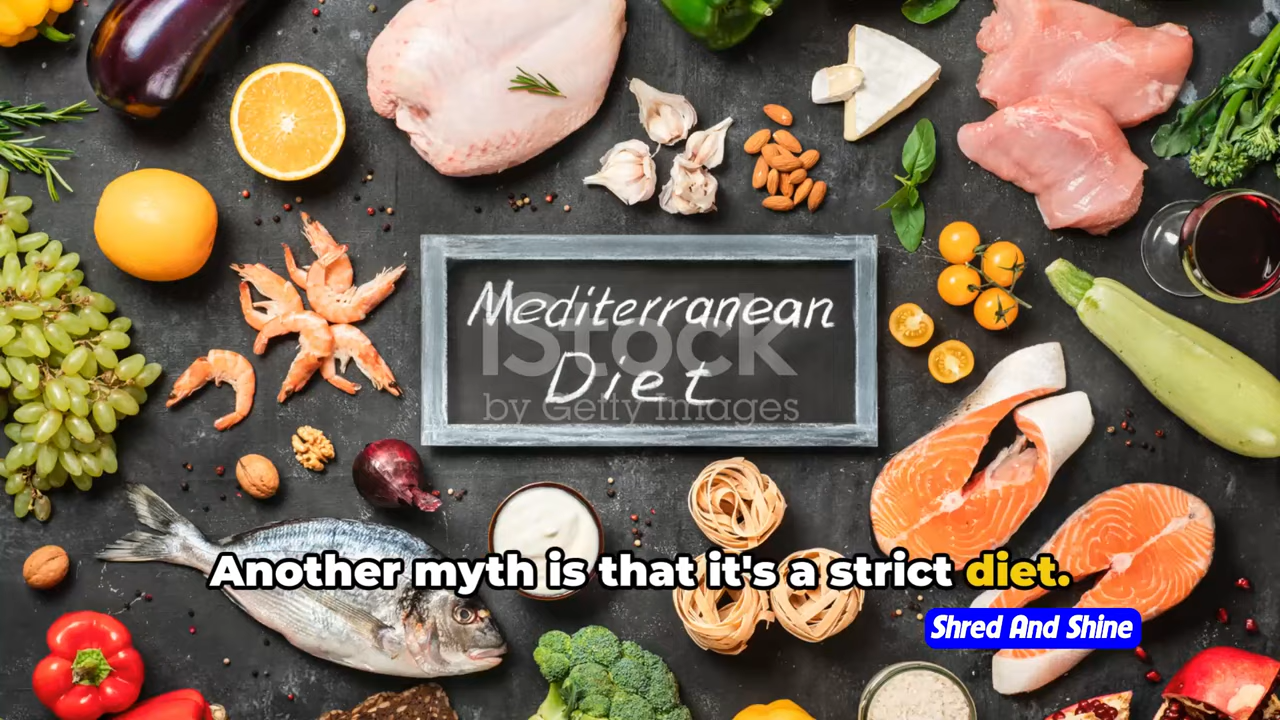 Mediterranean
iStock
Diet
by Getty Images
Another myth is that it's a strict diet.
Shred And Shine